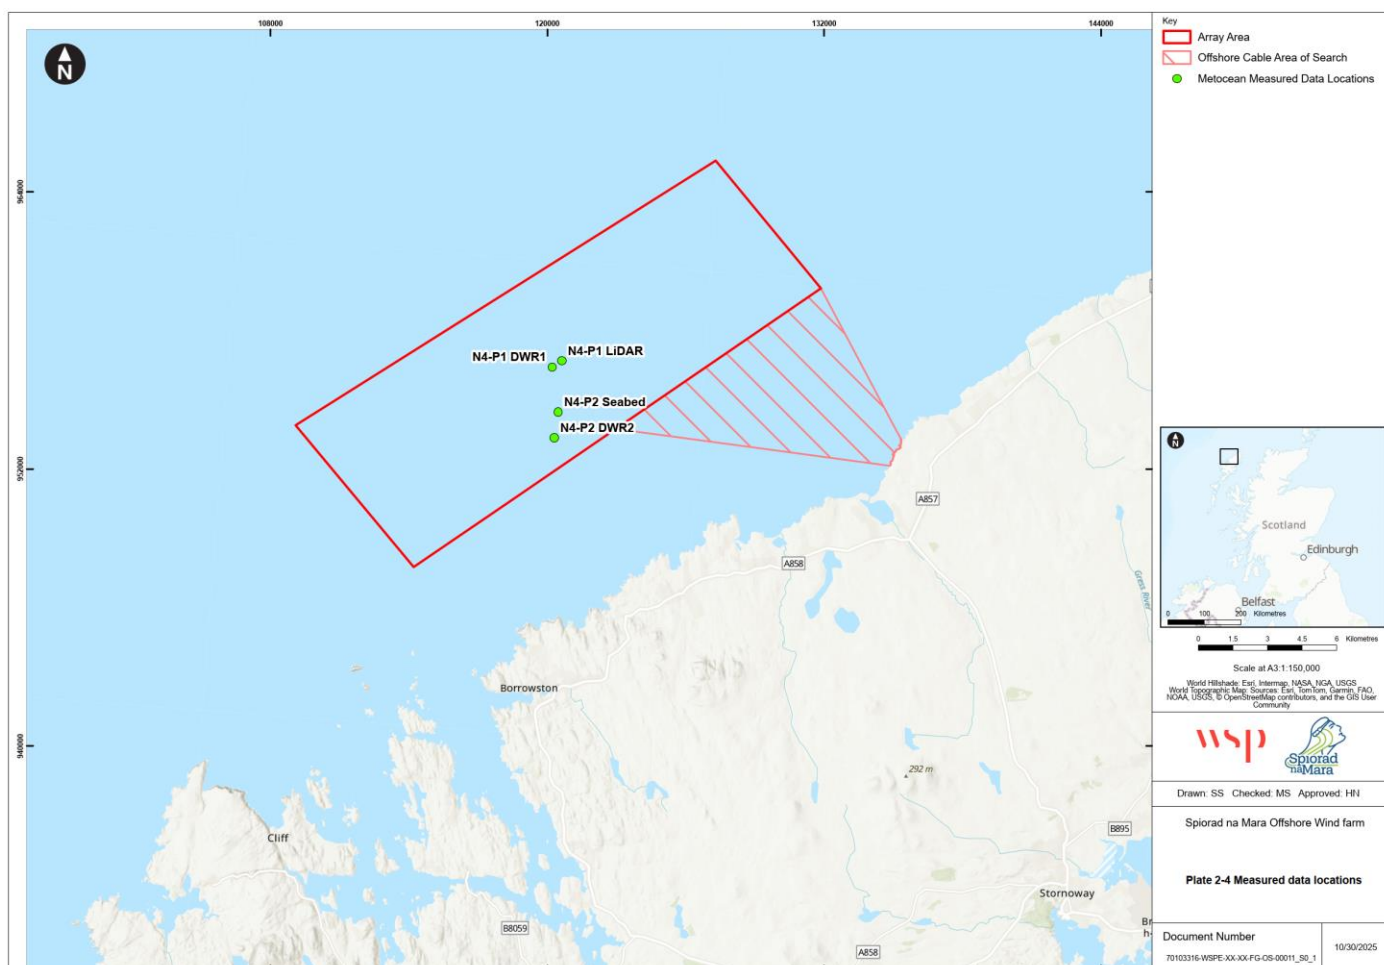 108000
120000
132000
144000
N
964000
952000
940000
N4-P1 DWR1
N4-P1 LiDAR
N4-P2 Seabed
N4-P2 DWR2
A857
A858
Gress River
Borrowston
292 m
Cliff
B895
Stornoway
B8059
A858
Key
Array Area
Offshore Cable Area of Search
Metocean Measured Data Locations
N
Scotland
Edinburgh
Belfast
0 100 200 Kilometres
0 1.5 3 4.5 6 Kilometres
Scale at A3:1:150,000
World Hillshade: Esri, Intermap, NASA, NGA, USGS
World Topographic Map: Sources: Esri, TomTom, Garmin, FAO,
NOAA, USGS, © OpenStreetMap contributors, and the GIS User
Community
wsp
Spiorad
na Mara
Drawn: SS Checked: MS Approved: HN
Spiorad na Mara Offshore Wind farm
Plate 2-4 Measured data locations
Document Number
70103316-WSPE-XX-XX-FG-OS-00011_S0_1
10/30/2025